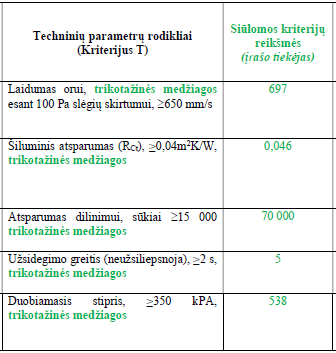 Techninių parametrų rodikliai
(Kriterijus T)
Siūlomos kriterijų
reikšmės
(įrašo tiekėjas)
Laidumas orui, trikotažinės medžiagos
esant 100 Pa slėgių skirtumui, ≥650 mm/s
697
Šiluminis atsparumas (RCt), ≥0,04m²K/W,
trikotažinės medžiagos
0,046
Atsparumas dilinimui, sūkiai ≥15 000
trikotažinės medžiagos
70 000
Užsidegimo greitis (neužsiliepsnoja), ≥2 s,
trikotažinės medžiagos
5
Duobiamasis stipris, ≥350 kPA,
trikotažinės medžiagos
538